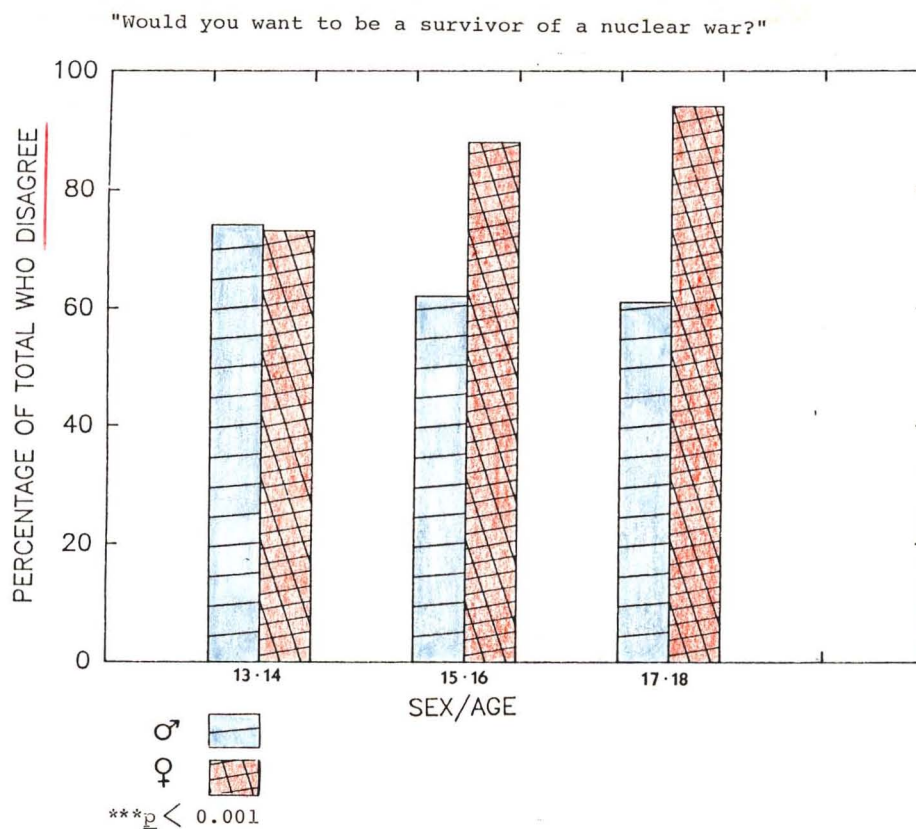 "Would you want to be a survivor of a nuclear war?"
PERCENTAGE OF TOTAL WHO DISAGREE
100
80
60
40
20
0
13·14
15·16
17·18
SEX/AGE
♂
♀
***p < 0.001